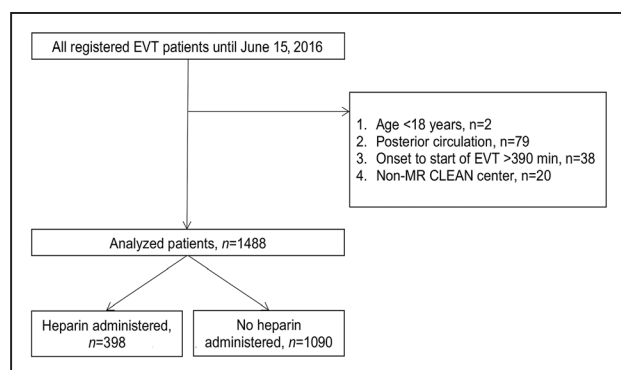 All registered EVT patients until June 15, 2016
1. Age <18 years, n=2
2. Posterior circulation, n=79
3. Onset to start of EVT >390 min, n=38
4. Non-MR CLEAN center, n=20
Analyzed patients, n=1488
Heparin administered,
n=398
No heparin
administered, n=1090